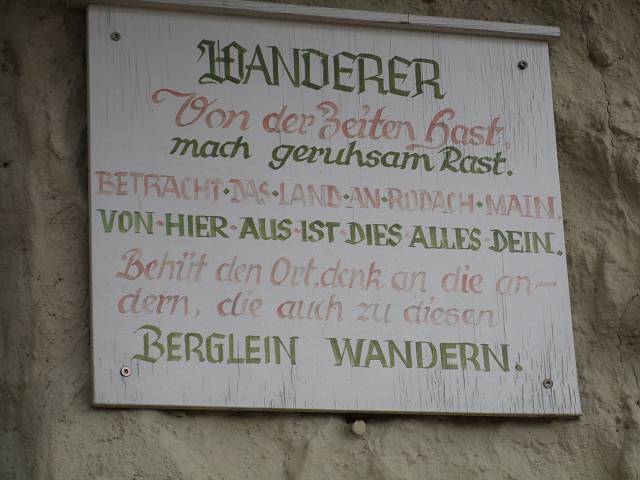 WANDERER
Von der Zeiten Hast,
mach geruhsam Rast.
BETRACHT·DAS·LAND·AN·RODACH·MAIN,
VON·HIER·AUS·IST·DIES·ALLES·DEIN.
Behüt den Ort, denk an die an-
dern, die auch zu diesen
BERGLEIN WANDERN.